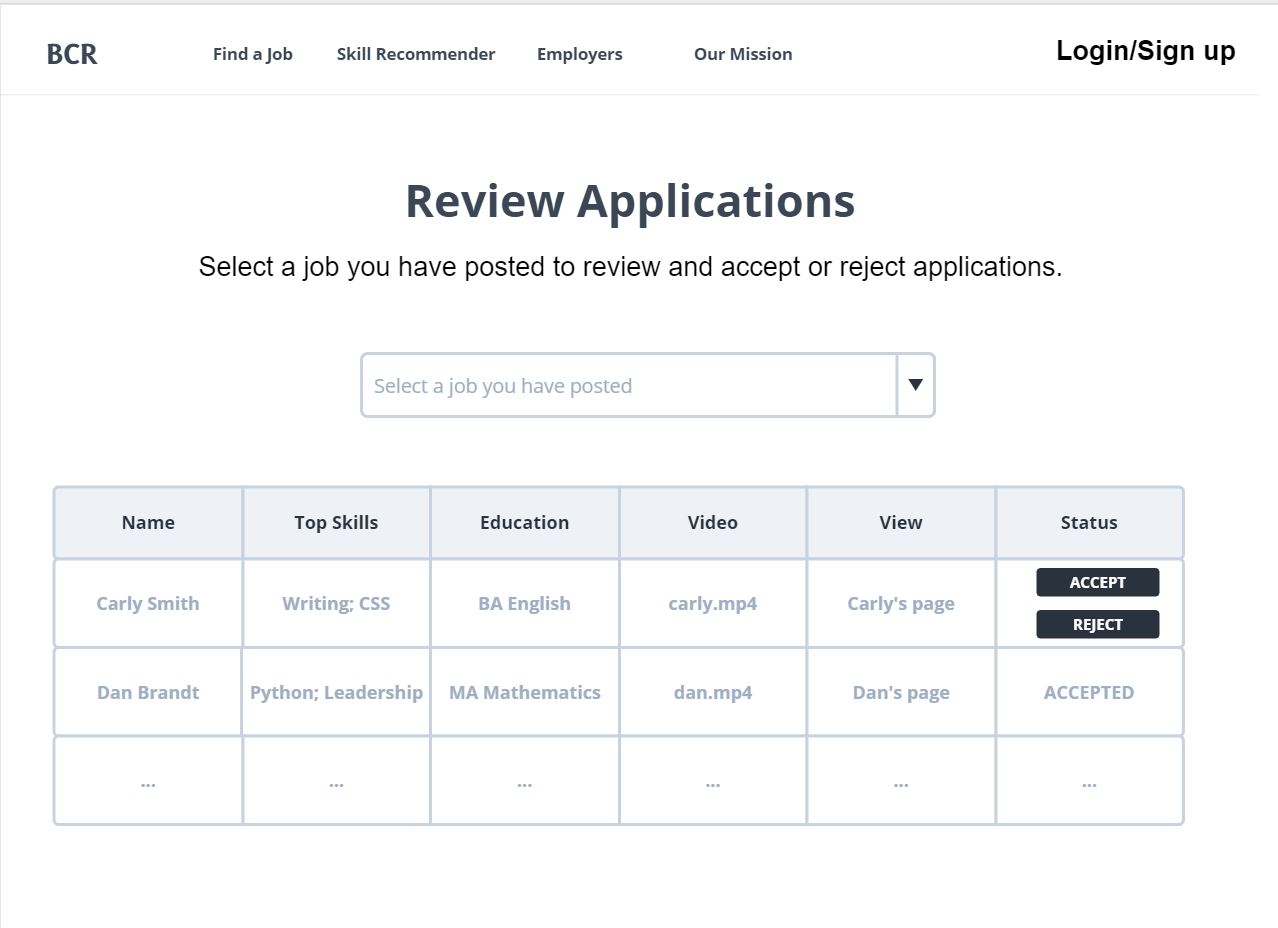 BCR Find a Job Skill Recommender Employers Our Mission Login/Sign up
Review Applications
Select a job you have posted to review and accept or reject applications.
Select a job you have posted
Name Top Skills Education Video View Status
Carly Smith Writing; CSS BA English carly.mp4 Carly's page ACCEPT
REJECT
Dan Brandt Python; Leadership MA Mathematics dan.mp4 Dan's page ACCEPTED
... ... ... ... ... ...